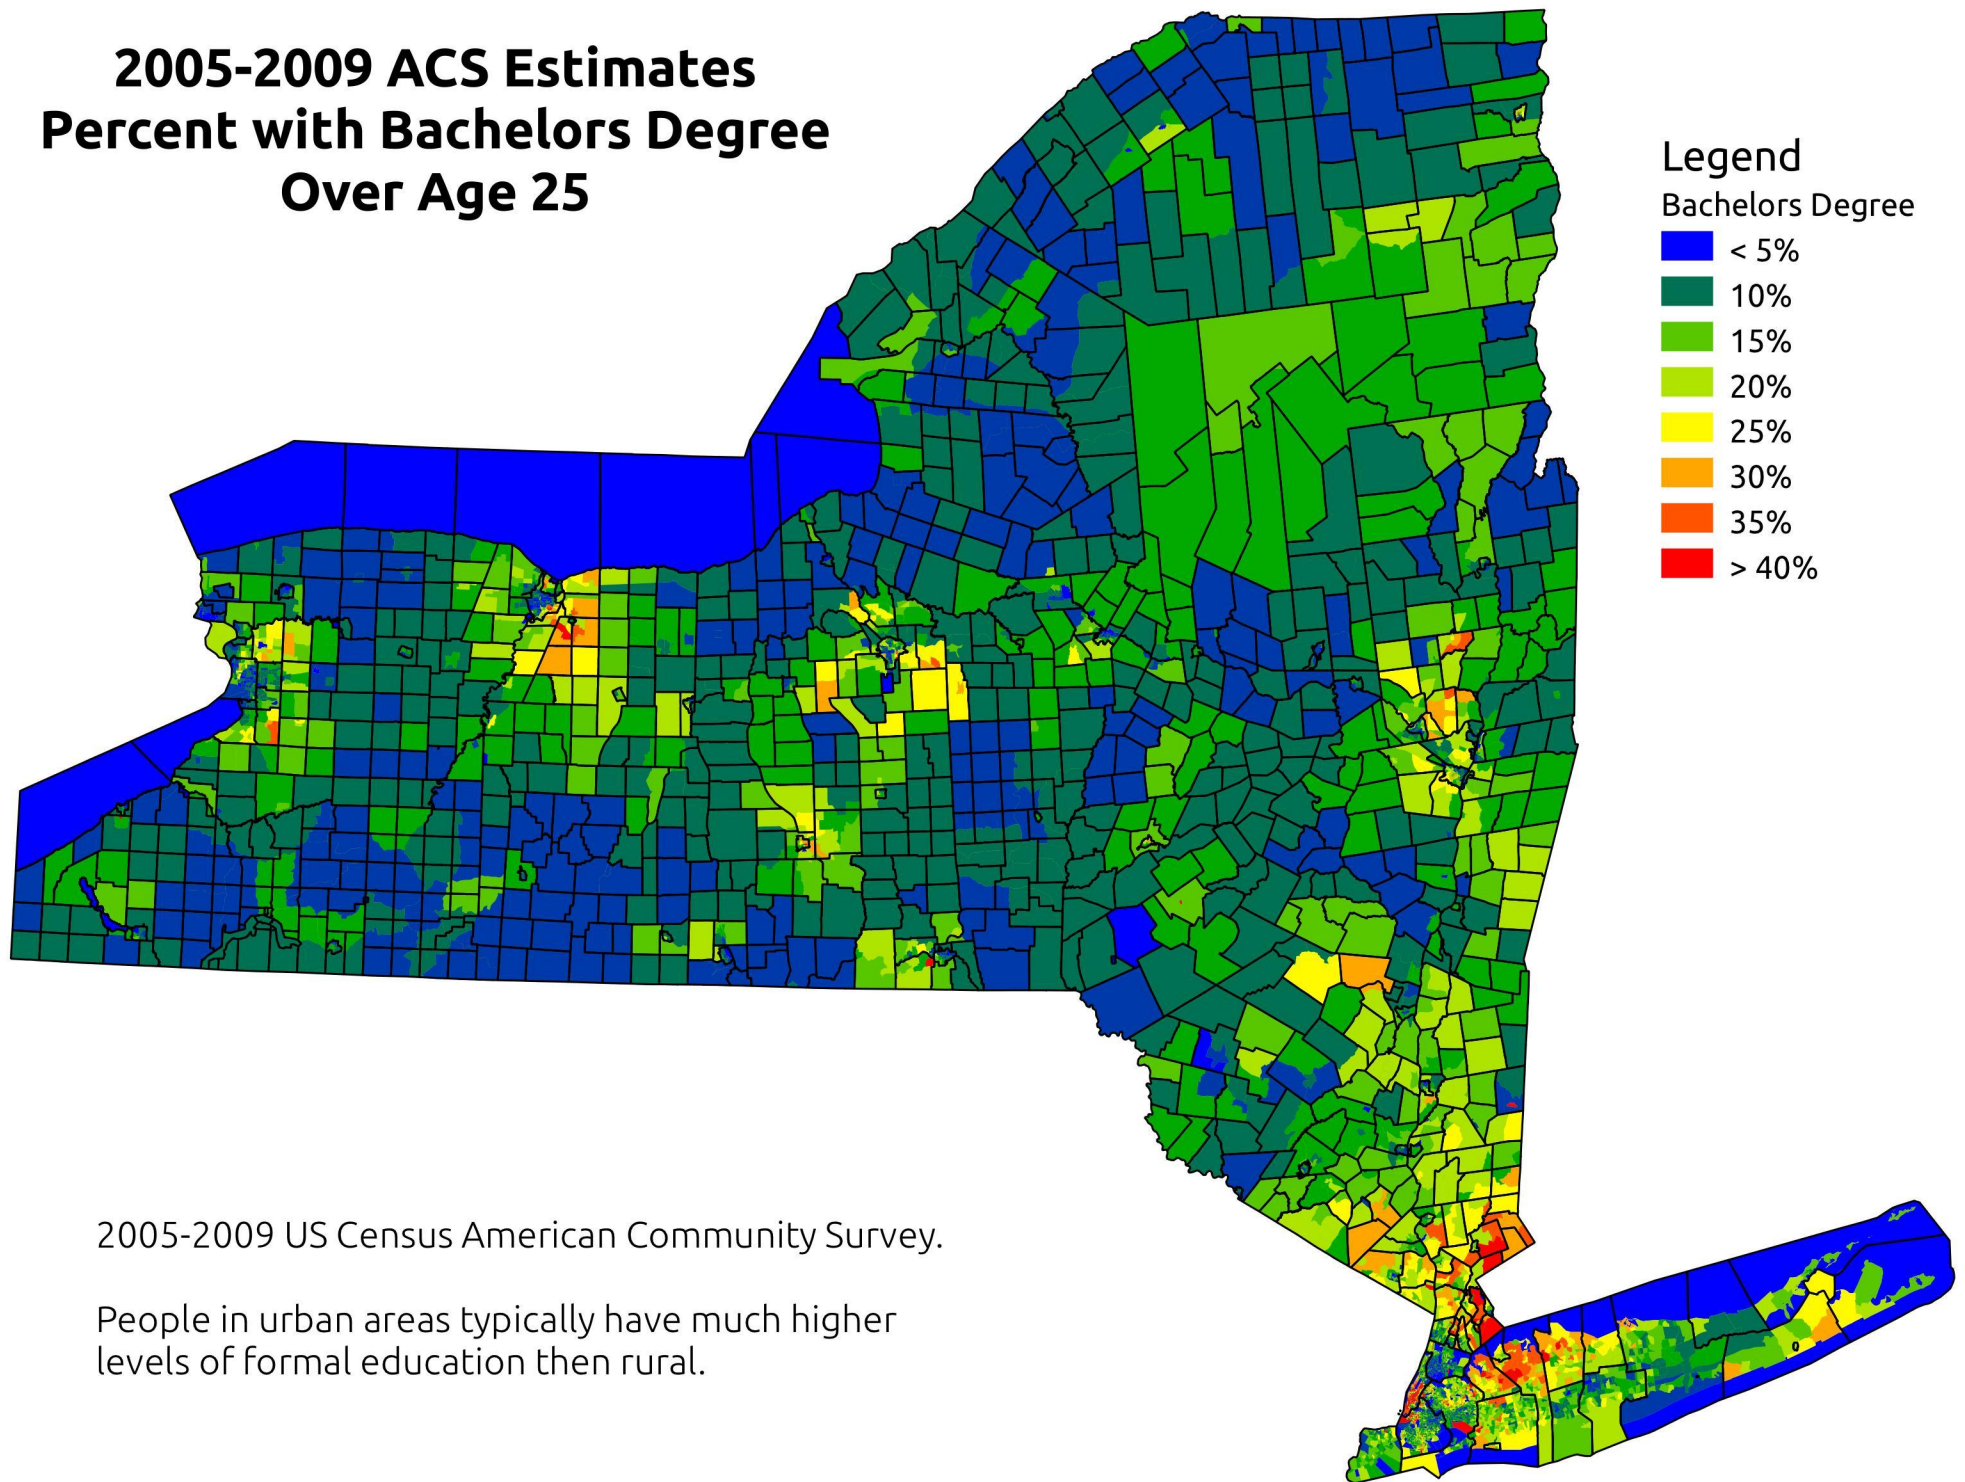 2005-2009 ACS Estimates
Percent with Bachelors Degree
Over Age 25
Legend
Bachelors Degree
< 5%
10%
15%
20%
25%
30%
35%
> 40%
2005-2009 US Census American Community Survey.
People in urban areas typically have much higher
levels of formal education then rural.